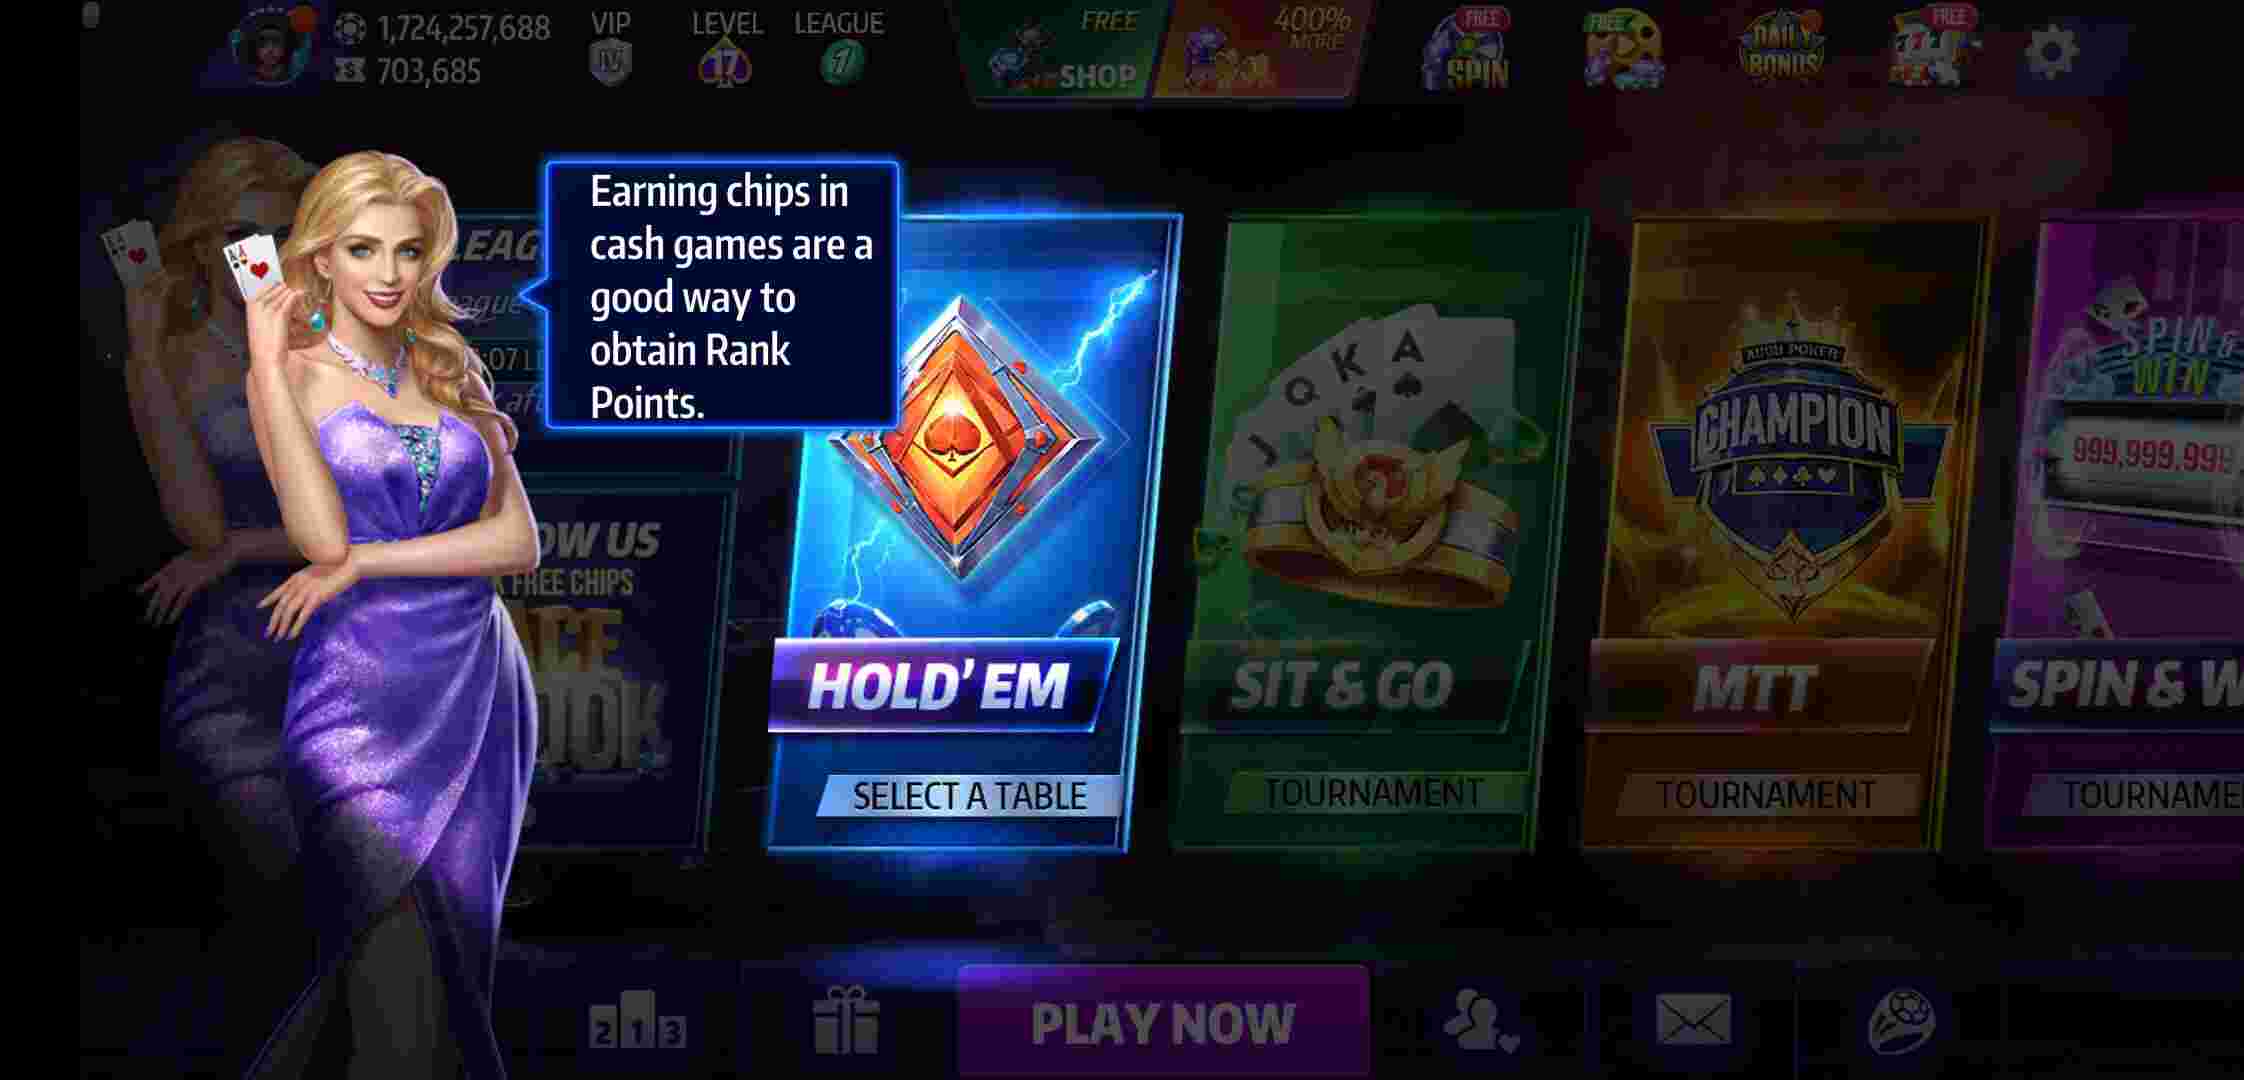 1,724,257,688
703,685
VIP
IV
LEVEL
17
LEAGUE
1
FREE
SHOP
400%
MORE
FREE
SPIN
FREE
DAILY
BONUS
FREE
Earning chips in
cash games are a
good way to
obtain Rank
Points.
LEAG
ague
:07
OW US
FREE CHIPS
ACE
OOK
HOLD'EM
SELECT A TABLE
J Q K A
SIT & GO
TOURNAMENT
CHAMPION
MTT
TOURNAMENT
SPIN &
WIN
999,999,999
SPIN & W
TOURNAME
2 1 3
PLAY NOW